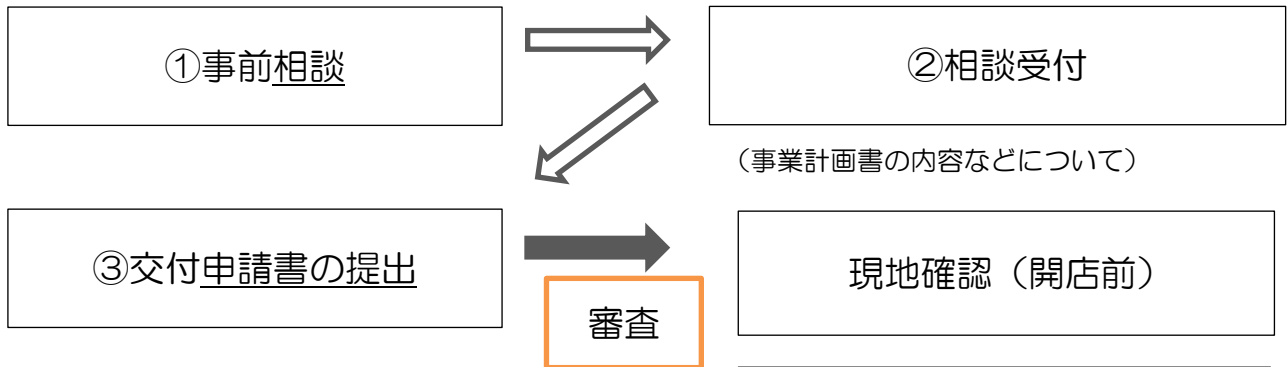 ①事前相談
②相談受付
（事業計画書の内容などについて）
③交付申請書の提出
審査
現地確認（開店前）